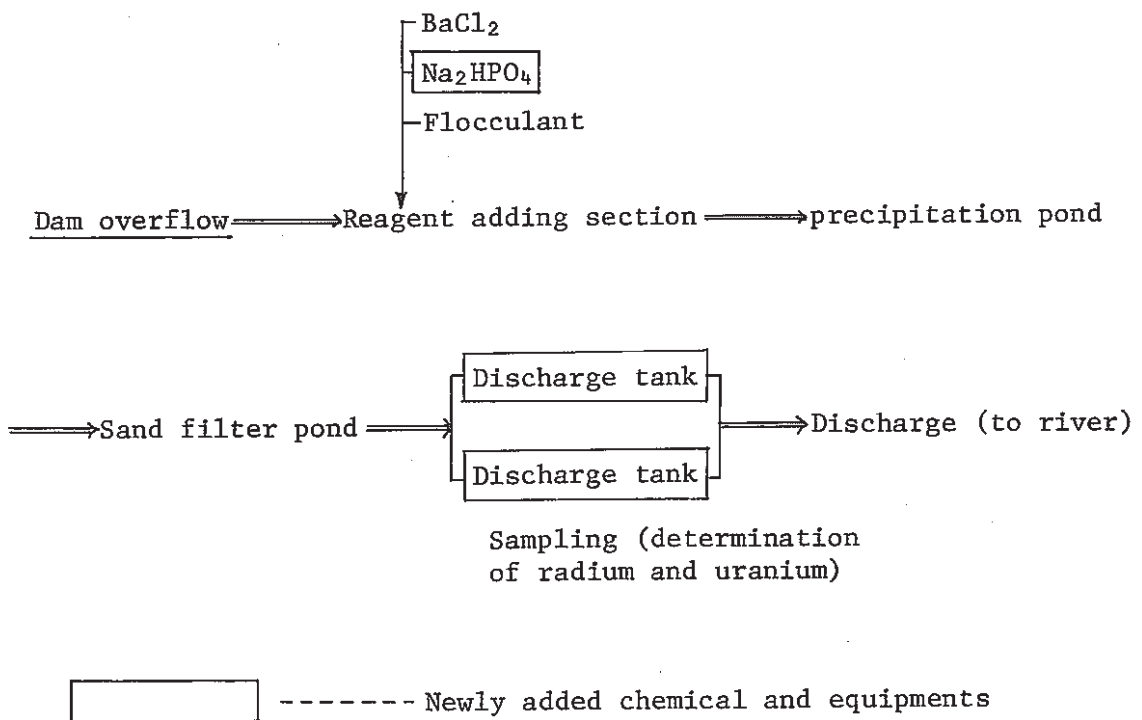 BaCl₂
Na₂HPO₄
Flocculant
Dam overflow Reagent adding section precipitation pond
Discharge tank
Sand filter pond Discharge (to river)
Discharge tank
Sampling (determination
of radium and uranium)
Newly added chemical and equipments